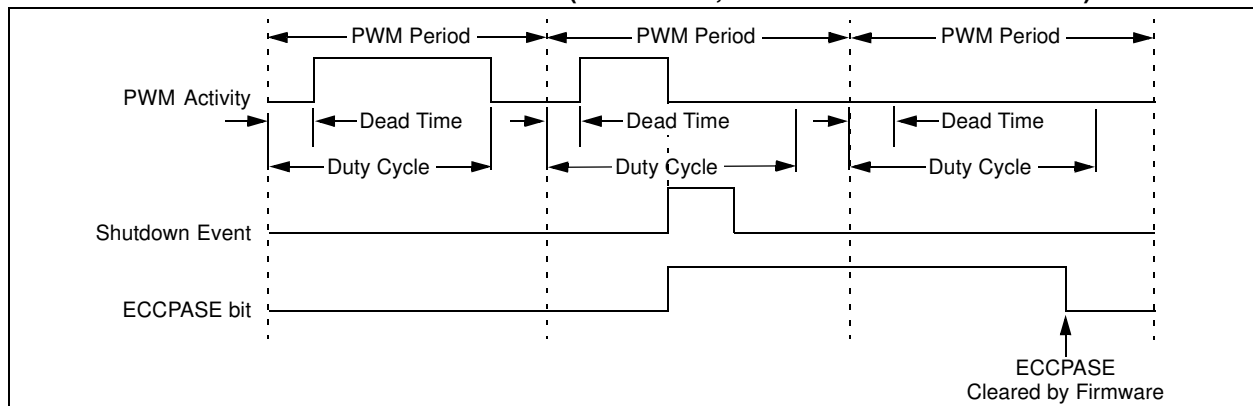 PWM Period PWM Period PWM Period
PWM Activity
Dead Time Dead Time Dead Time
Duty Cycle Duty Cycle Duty Cycle
Shutdown Event
ECCPASE bit
ECCPASE
Cleared by Firmware